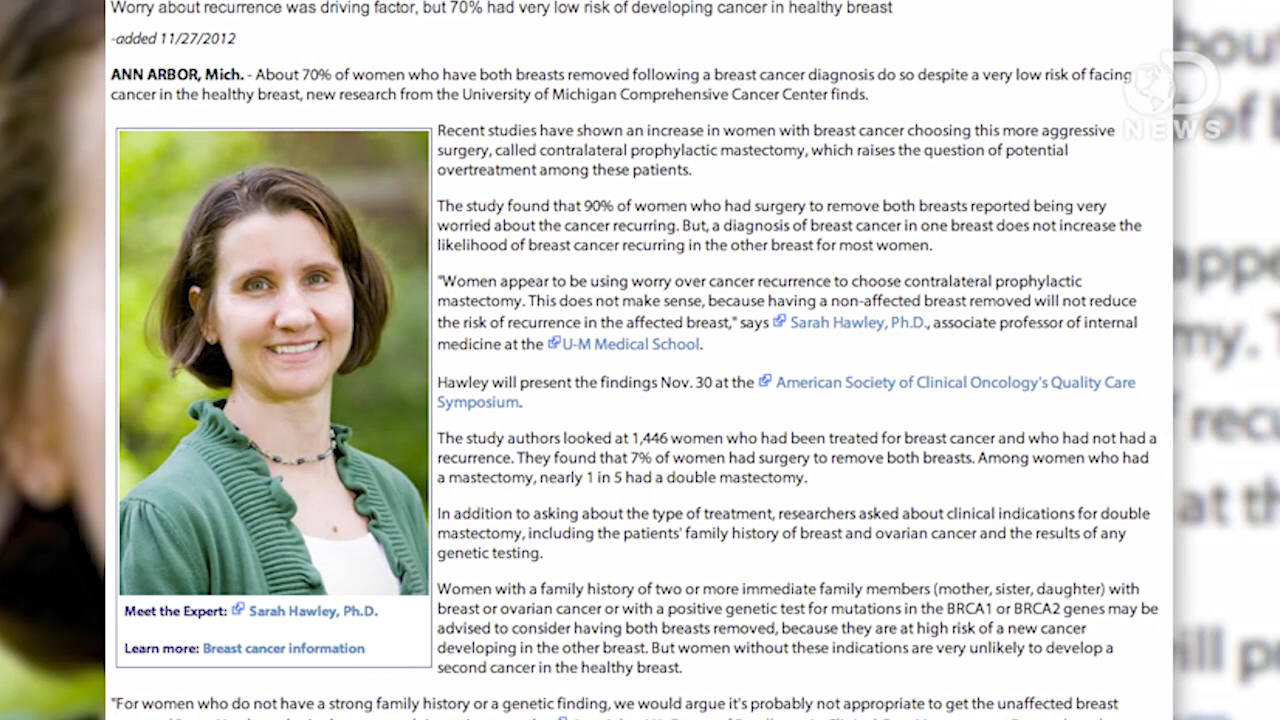 Worry about recurrence was driving factor, but 70% had very low risk of developing cancer in healthy breast
-added 11/27/2012
ANN ARBOR, Mich. - About 70% of women who have both breasts removed following a breast cancer diagnosis do so despite a very low risk of facing
cancer in the healthy breast, new research from the University of Michigan Comprehensive Cancer Center finds.
D
NEWS
Recent studies have shown an increase in women with breast cancer choosing this more aggressive
surgery, called contralateral prophylactic mastectomy, which raises the question of potential
overtreatment among these patients.
The study found that 90% of women who had surgery to remove both breasts reported being very
worried about the cancer recurring. But, a diagnosis of breast cancer in one breast does not increase the
likelihood of breast cancer recurring in the other breast for most women.
"Women appear to be using worry over cancer recurrence to choose contralateral prophylactic
mastectomy. This does not make sense, because having a non-affected breast removed will not reduce
the risk of recurrence in the affected breast," says Sarah Hawley, Ph.D., associate professor of internal
medicine at the U-M Medical School.
Hawley will present the findings Nov. 30 at the American Society of Clinical Oncology's Quality Care
Symposium.
The study authors looked at 1,446 women who had been treated for breast cancer and who had not had a
recurrence. They found that 7% of women had surgery to remove both breasts. Among women who had
a mastectomy, nearly 1 in 5 had a double mastectomy.
In addition to asking about the type of treatment, researchers asked about clinical indications for double
mastectomy, including the patients' family history of breast and ovarian cancer and the results of any
genetic testing.
Women with a family history of two or more immediate family members (mother, sister, daughter) with
breast or ovarian cancer or with a positive genetic test for mutations in the BRCA1 or BRCA2 genes may be
advised to consider having both breasts removed, because they are at high risk of a new cancer
developing in the other breast. But women without these indications are very unlikely to develop a
second cancer in the healthy breast.
Meet the Expert: Sarah Hawley, Ph.D.
Learn more: Breast cancer information
"For women who do not have a strong family history or a genetic finding, we would argue it's probably not appropriate to get the unaffected breast